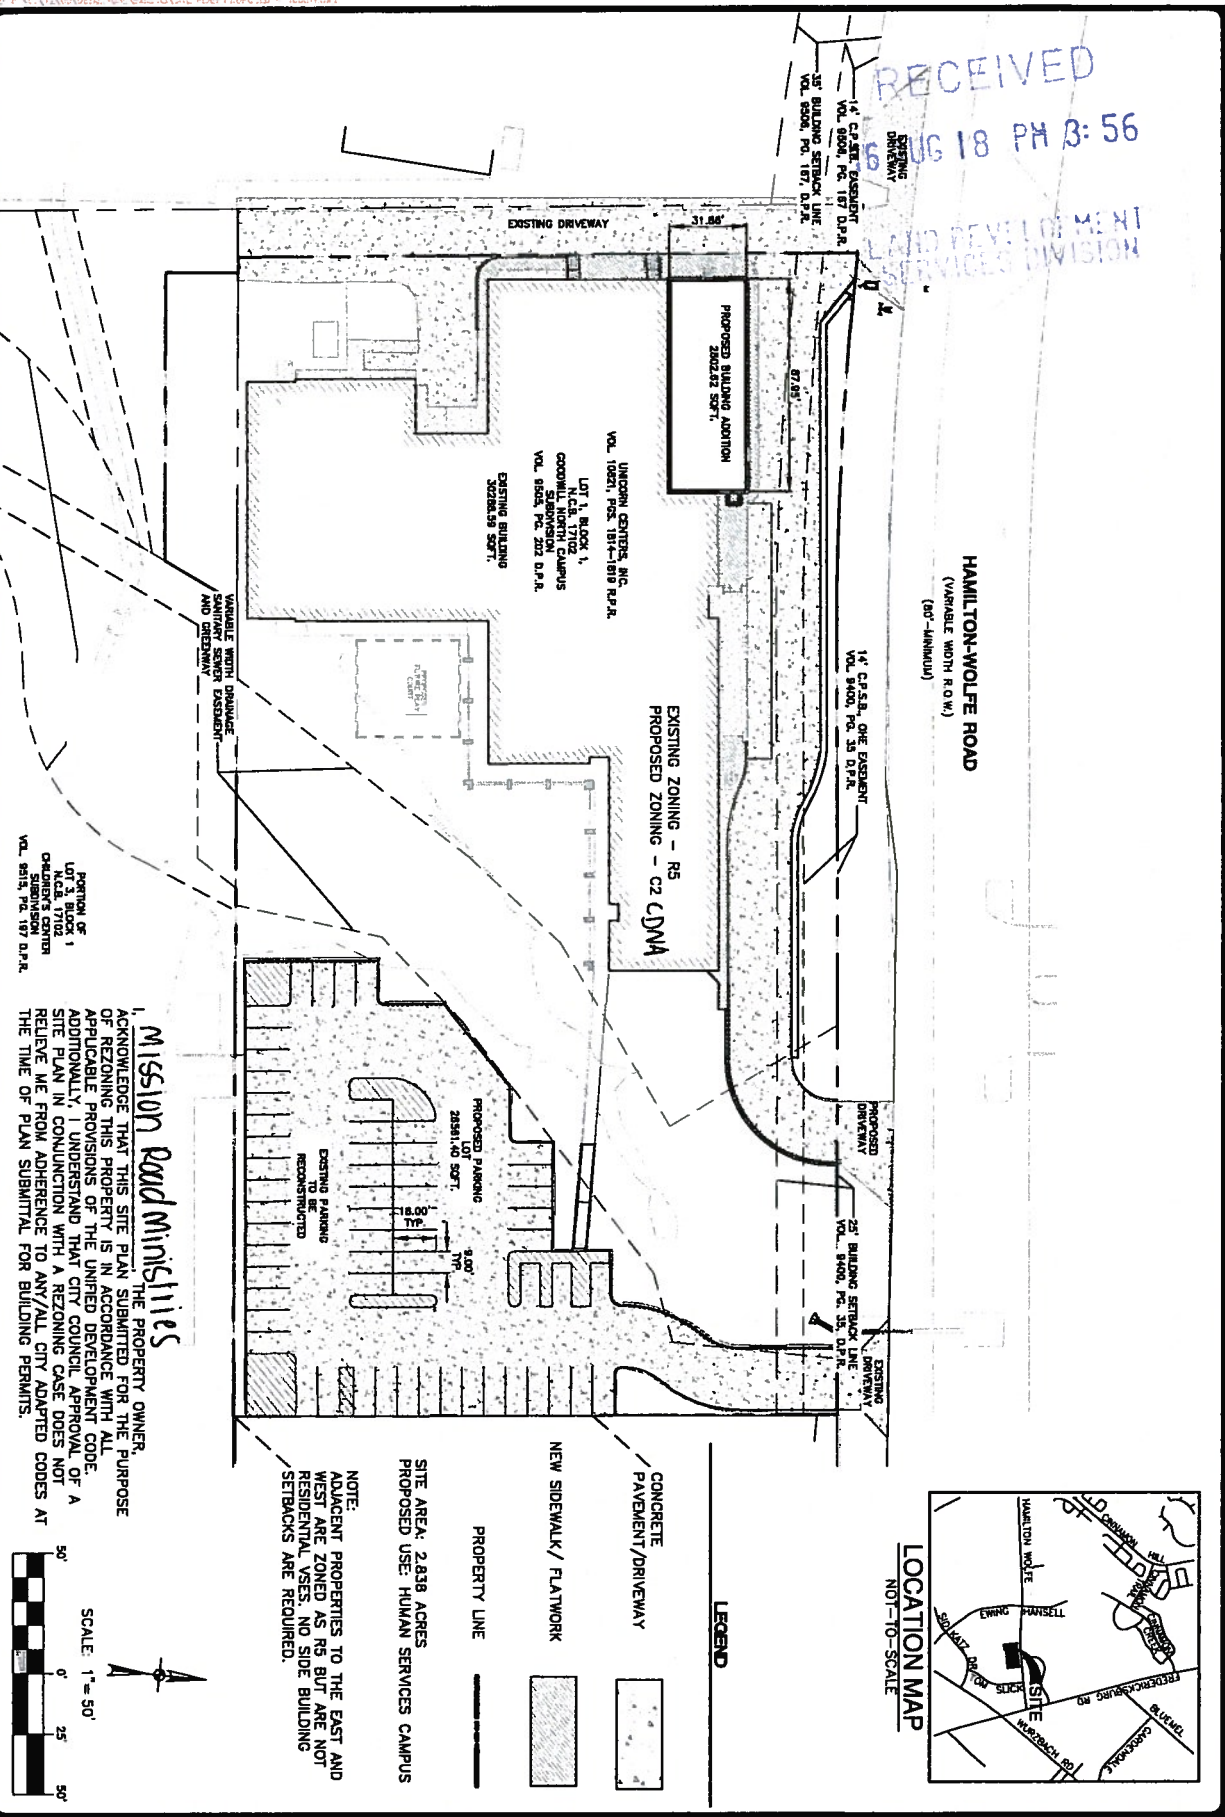 RECEIVED
UG 18 PM 3:56
LAND DEVELOPMENT
SERVICES DIVISION
HAMILTON-WOLFE ROAD
(VARIABLE WIDTH R.O.W.)
(80'-MINIMUM)
EXISTING
DRIVEWAY
14' C.P.S.B. EASEMENT
VOL. 9506, PG. 187 D.P.R.
35' BUILDING SETBACK LINE
VOL. 9506, PG. 187, D.P.R.
14' C.P.S.B., OHE EASEMENT
VOL. 9400, PG. 35 D.P.R.
PROPOSED
DRIVEWAY
25' BUILDING SETBACK LINE
VOL. 9400, PG. 35, D.P.R.
EXISTING
DRIVEWAY
EXISTING DRIVEWAY
31.86'
87.95'
PROPOSED BUILDING ADDITION
2802.62 SQFT.
EXISTING ZONING - R5
PROPOSED ZONING - C2 CDNA
UNICORN CENTERS, INC.
VOL. 10821, PGS. 1814-1819 R.P.R.
LOT 1, BLOCK 1,
N.C.B. 17102
GOODWILL NORTH CAMPUS
SUBDIVISION
VOL. 9505, PG. 202 D.P.R.
EXISTING BUILDING
30286.59 SQFT.
VARIABLE WIDTH DRAINAGE
SANITARY SEWER EASEMENT
AND GREENWAY
PROPOSED PARKING
LOT
26561.40 SQFT.
18.00'
TYP.
9.00'
TYP.
EXISTING PARKING
TO BE
RECONSTRUCTED
PORTION OF
LOT 3, BLOCK 1
N.C.B. 17102
CHILDREN'S CENTER
SUBDIVISION
VOL. 9515, PG. 197 D.P.R.
I, Mission Road Ministries, THE PROPERTY OWNER,
ACKNOWLEDGE THAT THIS SITE PLAN SUBMITTED FOR THE PURPOSE
OF REZONING THIS PROPERTY IS IN ACCORDANCE WITH ALL
APPLICABLE PROVISIONS OF THE UNIFIED DEVELOPMENT CODE.
ADDITIONALLY, I UNDERSTAND THAT CITY COUNCIL APPROVAL OF A
SITE PLAN IN CONJUNCTION WITH A REZONING CASE DOES NOT
RELIEVE ME FROM ADHERENCE TO ANY/ALL CITY ADAPTED CODES AT
THE TIME OF PLAN SUBMITTAL FOR BUILDING PERMITS.
CINNAMON
HILL
CINNAMON
CREEK
HAMILTON WOLFE
EWING HANSELL
SITE
TOM SLICK
FREDERICKSBURG RD
BLUEMEL
GARDENDALE
WURZBACH RD
LOCATION MAP
NOT-TO-SCALE
LEGEND
CONCRETE
PAVEMENT/DRIVEWAY
NEW SIDEWALK/ FLATWORK
PROPERTY LINE
SITE AREA: 2.838 ACRES
PROPOSED USE: HUMAN SERVICES CAMPUS
NOTE:
ADJACENT PROPERTIES TO THE EAST AND
WEST ARE ZONED AS R5 BUT ARE NOT
RESIDENTIAL VSES. NO SIDE BUILDING
SETBACKS ARE REQUIRED.
SCALE: 1"= 50'
50' 0' 25' 50'